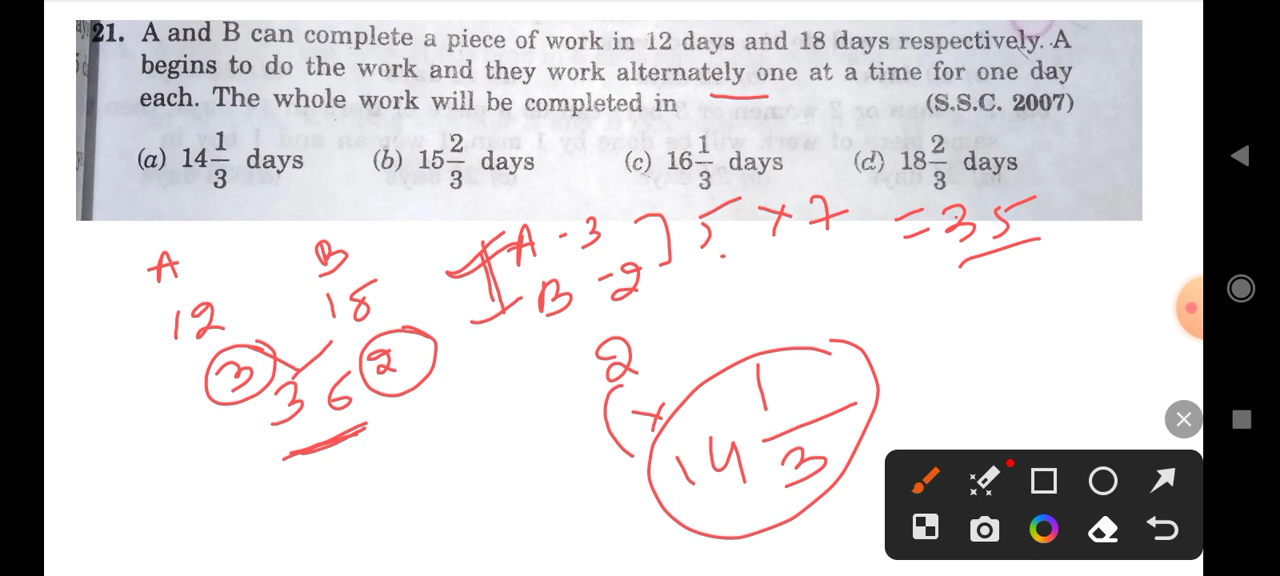 21. A and B can complete a piece of work in 12 days and 18 days respectively. A
begins to do the work and they work alternately one at a time for one day
each. The whole work will be completed in (S.S.C. 2007)
(a) 14 1/3 days (b) 15 2/3 days (c) 16 1/3 days (d) 18 2/3 days
A B
12 18
3 36 2
A - 3
B - 2
] 5 × 7 = 35
2
( × 14 1/3